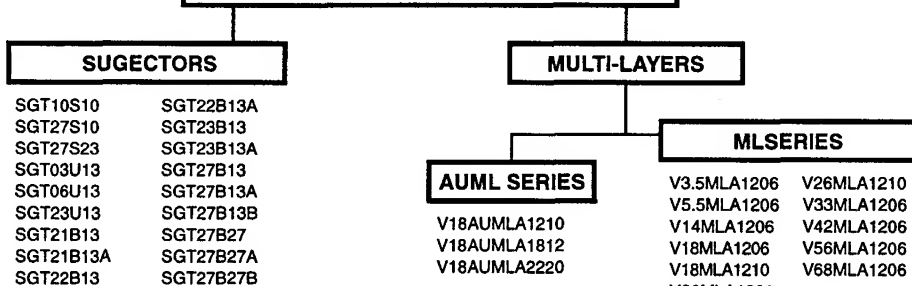 SUGECTORS
SGT10S10 SGT22B13A
SGT27S10 SGT23B13
SGT27S23 SGT23B13A
SGT03U13 SGT27B13
SGT06U13 SGT27B13A
SGT23U13 SGT27B13B
SGT21B13 SGT27B27
SGT21B13A SGT27B27A
SGT22B13 SGT27B27B
MULTI-LAYERS
AUML SERIES
V18AUMLA1210
V18AUMLA1812
V18AUMLA2220
MLSERIES
V3.5MLA1206 V26MLA1210
V5.5MLA1206 V33MLA1206
V14MLA1206 V42MLA1206
V18MLA1206 V56MLA1206
V18MLA1210 V68MLA1206